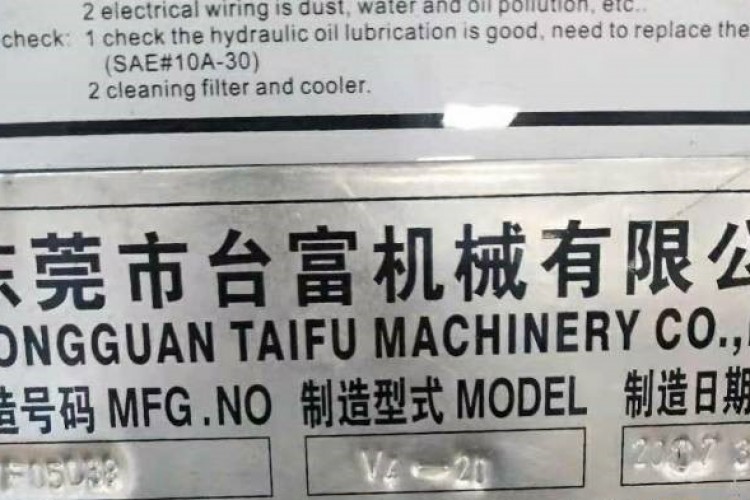 2 electrical wiring is dust, water and oil pollution, etc..
check: 1 check the hydraulic oil lubrication is good, need to replace the
(SAE#10A-30)
2 cleaning filter and cooler.
东莞市台富机械有限公
ONGGUAN TAIFU MACHINERY CO.,
造号码 MFG.NO 制造型式 MODEL 制造日期
V4-20